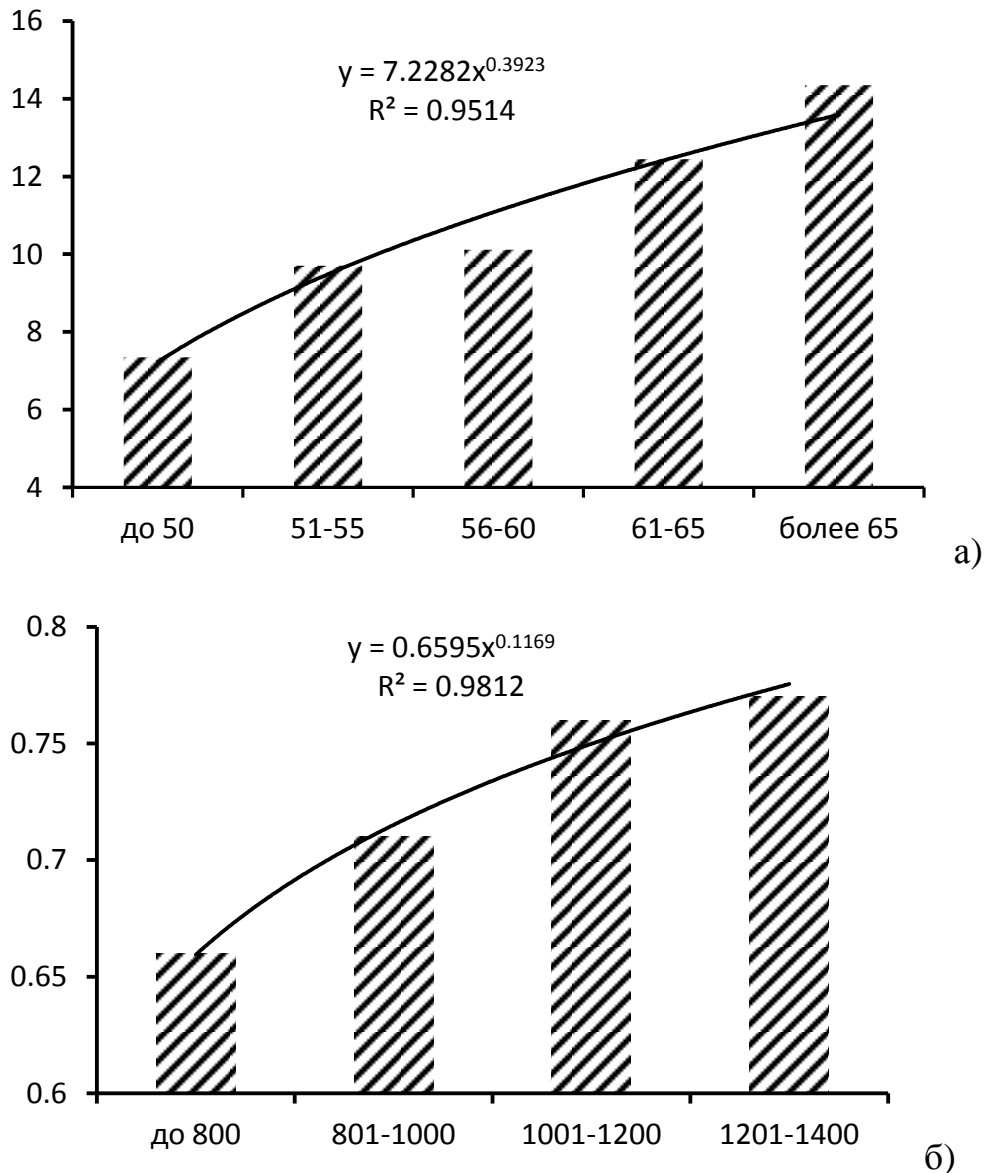 16
y = 7.2282x^0.3923
R² = 0.9514
14
12
10
8
6
4
до 50 51-55 56-60 61-65 более 65
а)
0.8
y = 0.6595x^0.1169
R² = 0.9812
0.75
0.7
0.65
0.6
до 800 801-1000 1001-1200 1201-1400
б)